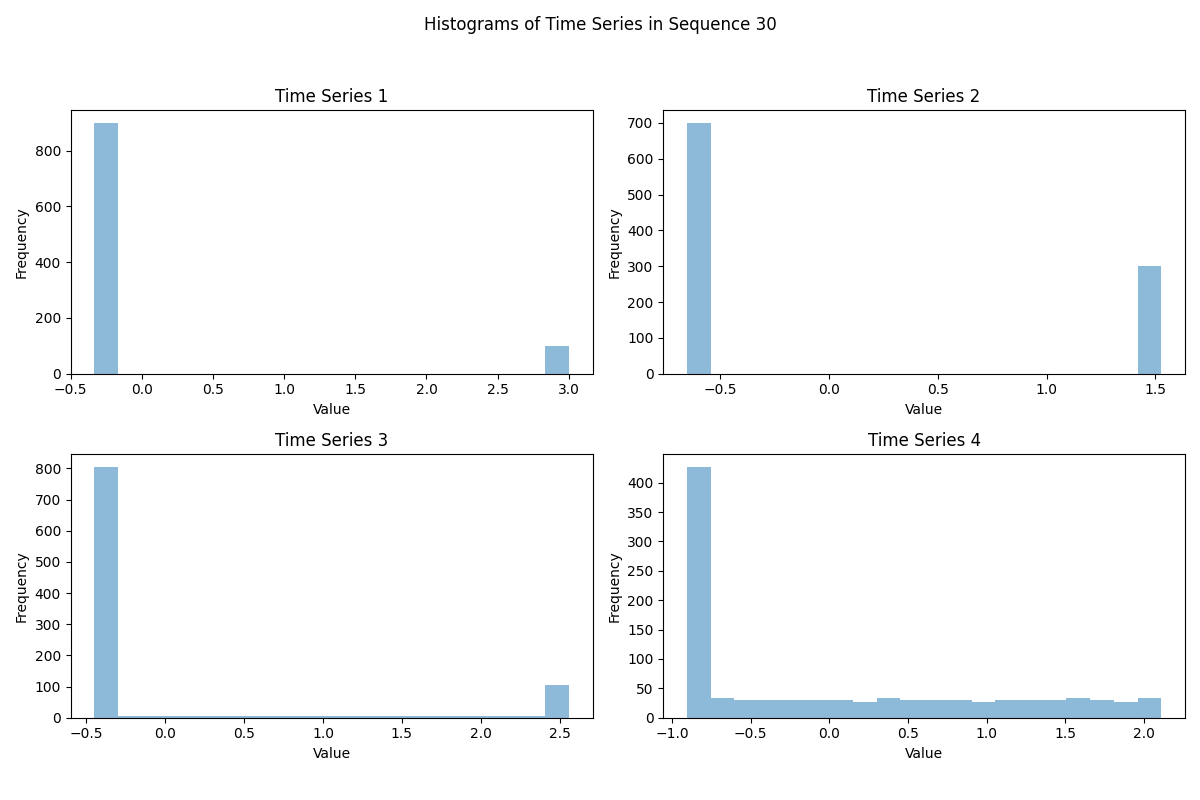 Histograms of Time Series in Sequence 30
Time Series 1
Frequency
800
600
400
200
0
−0.5 0.0 0.5 1.0 1.5 2.0 2.5 3.0
Value
Time Series 2
Frequency
700
600
500
400
300
200
100
0
−0.5 0.0 0.5 1.0 1.5
Value
Time Series 3
Frequency
800
700
600
500
400
300
200
100
0
−0.5 0.0 0.5 1.0 1.5 2.0 2.5
Value
Time Series 4
Frequency
400
350
300
250
200
150
100
50
0
−1.0 −0.5 0.0 0.5 1.0 1.5 2.0
Value